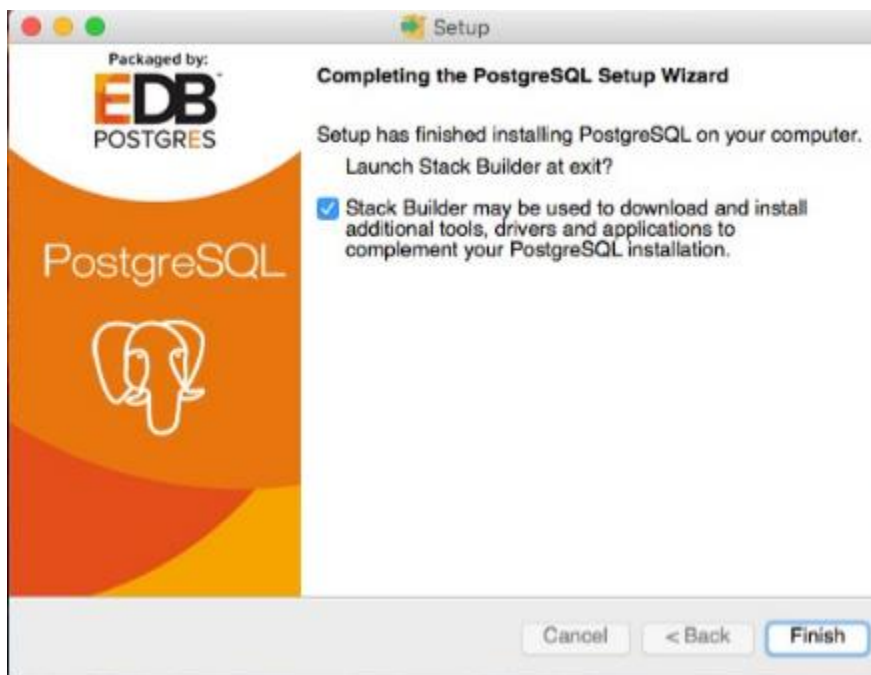 Setup
Packaged by:
EDB
POSTGRES
PostgreSQL
Completing the PostgreSQL Setup Wizard
Setup has finished installing PostgreSQL on your computer.
Launch Stack Builder at exit?
Stack Builder may be used to download and install
additional tools, drivers and applications to
complement your PostgreSQL installation.
Cancel
< Back
Finish